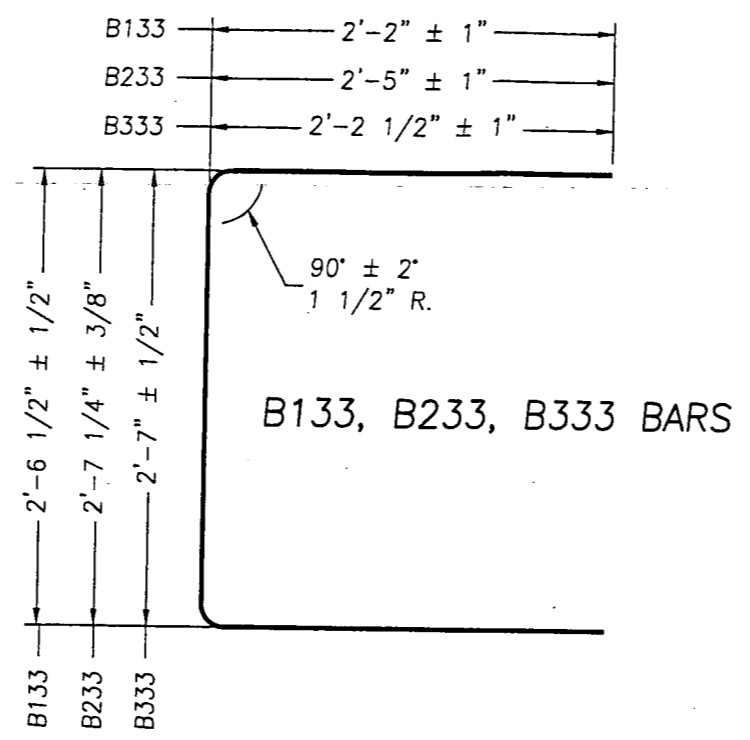 B133 2'-2" ± 1"
B233 2'-5" ± 1"
B333 2'-2 1/2" ± 1"
90° ± 2°
1 1/2" R.
B133, B233, B333 BARS
2'-6 1/2" ± 1/2"
2'-7 1/4" ± 3/8"
2'-7" ± 1/2"
B133
B233
B333